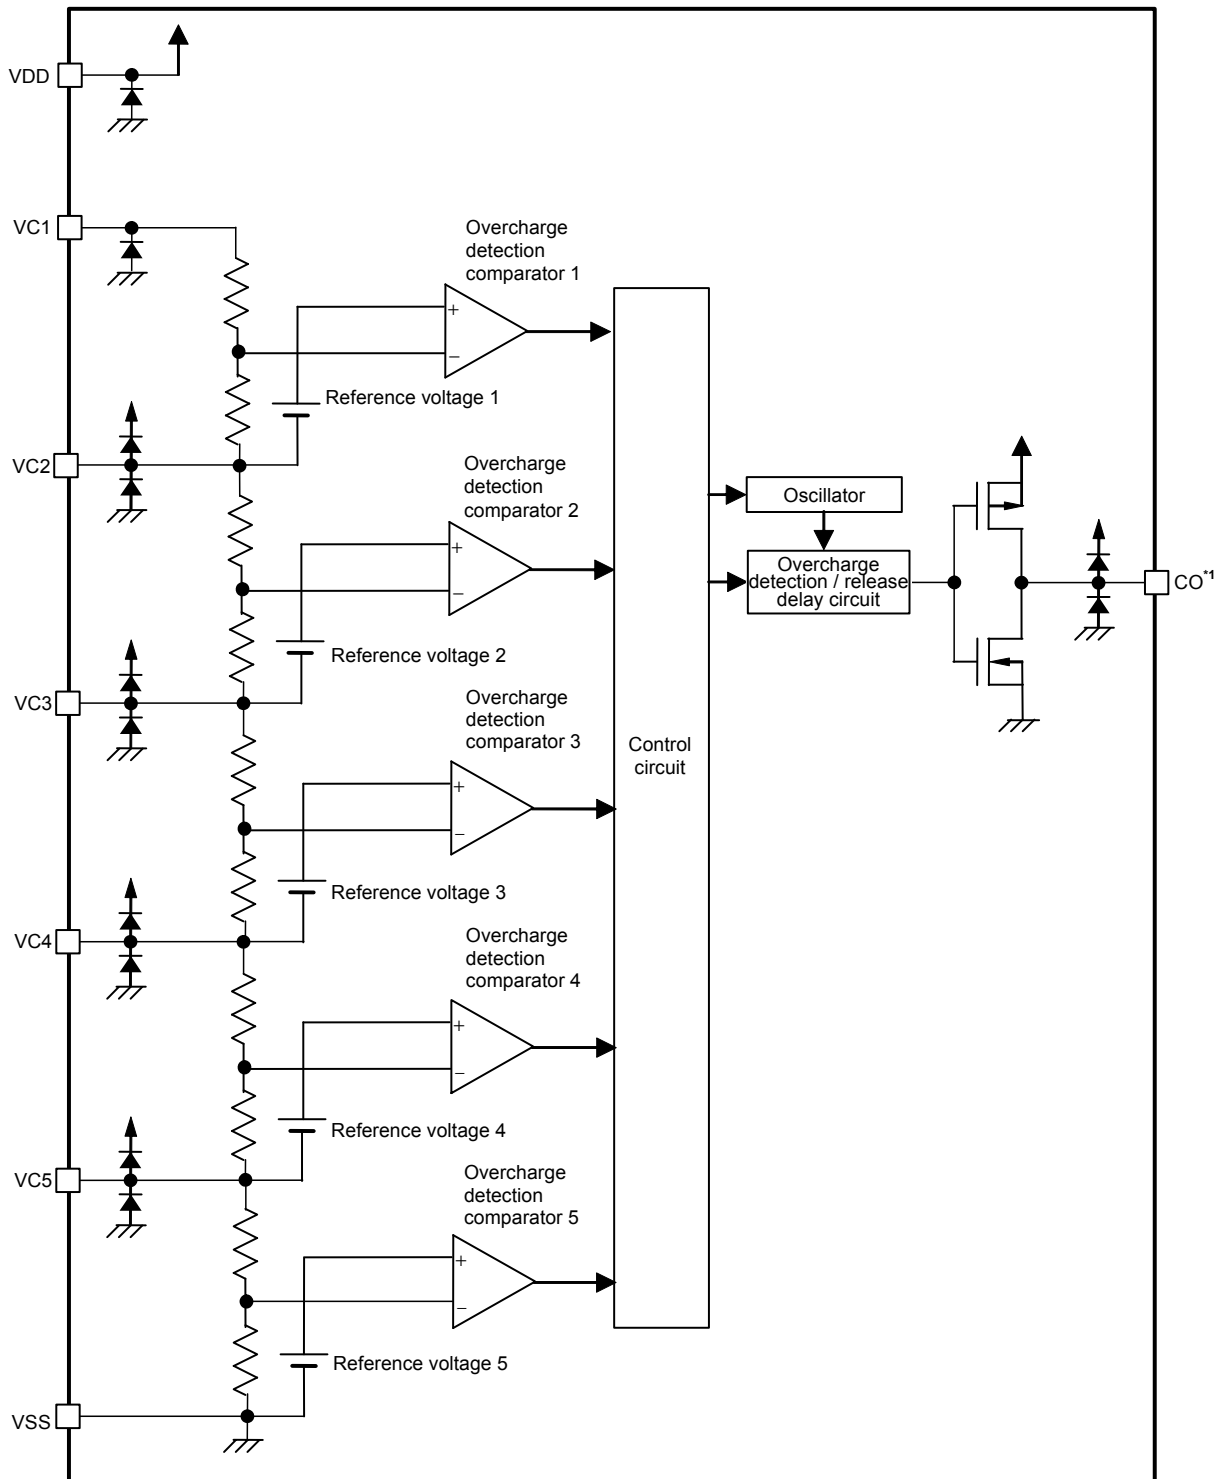 VDD
VC1
Overcharge
detection
comparator 1
+
−
Reference voltage 1
VC2
Overcharge
detection
comparator 2
+
−
Oscillator
Overcharge
detection / release
delay circuit
CO*1
Reference voltage 2
VC3
Overcharge
detection
comparator 3
Control
circuit
+
−
Reference voltage 3
VC4
Overcharge
detection
comparator 4
+
−
Reference voltage 4
VC5
Overcharge
detection
comparator 5
+
−
Reference voltage 5
VSS